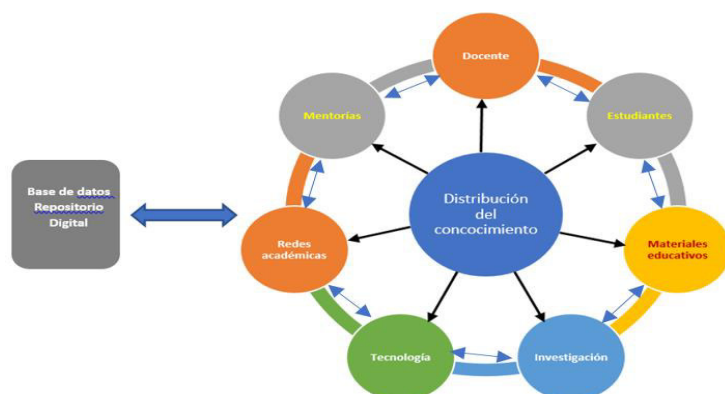 Docente
Mentorías
Estudiantes
Base de datos
Repositorio
Digital
Distribución
del
concocimiento
Redes
académicas
Materiales
educativos
Tecnología
Investigación